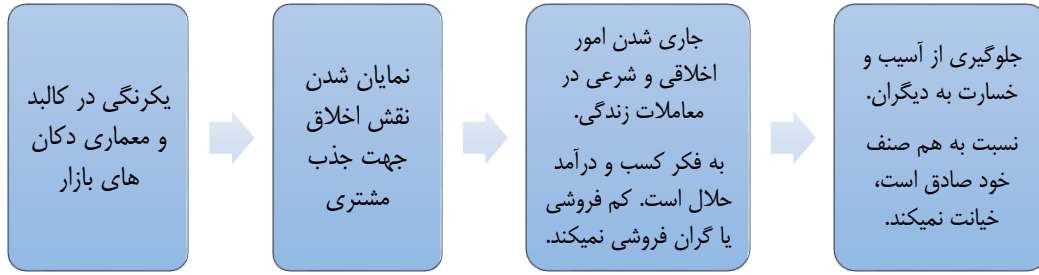 یکرنگی در کالبد
و معماری دکان
های بازار
نمایان شدن
نقش اخلاق
جهت جذب
مشتری
جاری شدن امور
اخلاقی و شرعی در
معاملات زندگی.
به فکر کسب و درآمد
حلال است. کم فروشی
یا گران فروشی نمیکند.
جلوگیری از آسیب و
خسارت به دیگران.
نسبت به هم صنف
خود صادق است،
خیانت نمیکند.